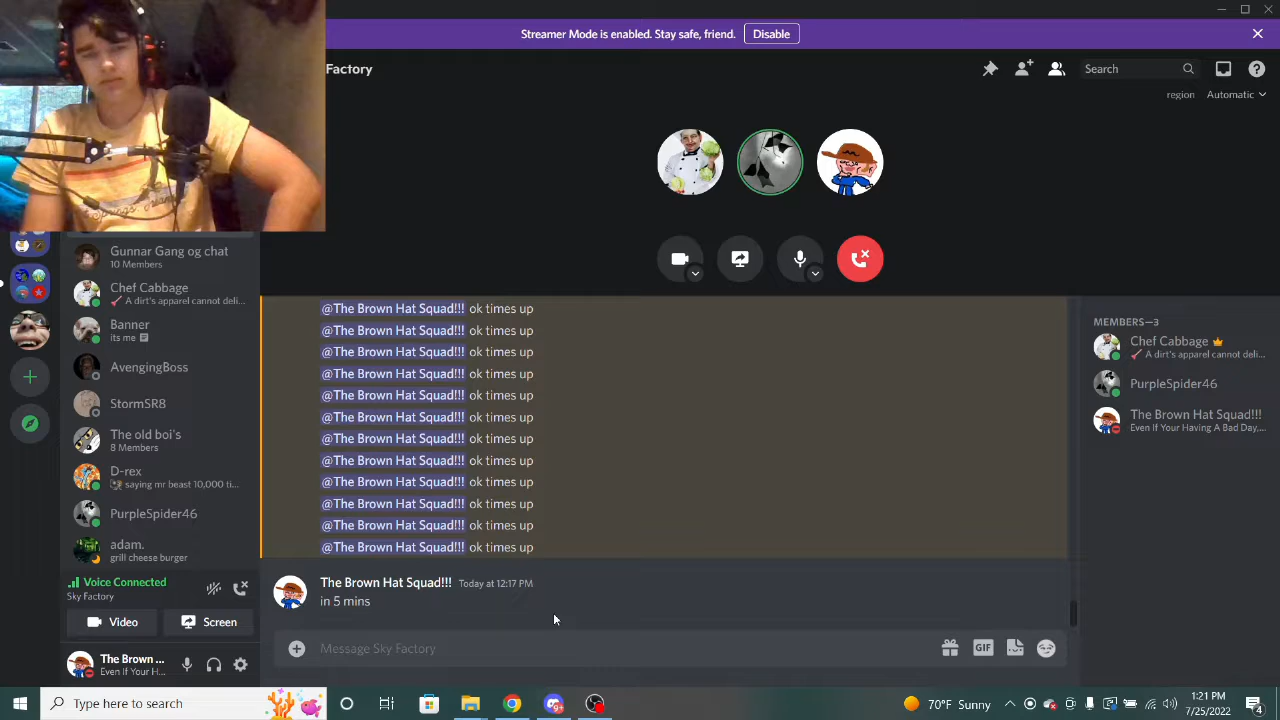 Streamer Mode is enabled. Stay safe, friend.
Disable
Factory
Search
region
Automatic
Gunnar Gang og chat
10 Members
Chef Cabbage
A dirt's apparel cannot deli...
Banner
its me
AvengingBoss
StormSR8
The old boi's
8 Members
D-rex
saying mr beast 10,000 ti...
PurpleSpider46
adam.
grill cheese burger
Voice Connected
Sky Factory
Video
Screen
The Brown ...
Even If Your H...
@The Brown Hat Squad!!! ok times up
@The Brown Hat Squad!!! ok times up
@The Brown Hat Squad!!! ok times up
@The Brown Hat Squad!!! ok times up
@The Brown Hat Squad!!! ok times up
@The Brown Hat Squad!!! ok times up
@The Brown Hat Squad!!! ok times up
@The Brown Hat Squad!!! ok times up
@The Brown Hat Squad!!! ok times up
@The Brown Hat Squad!!! ok times up
@The Brown Hat Squad!!! ok times up
@The Brown Hat Squad!!! ok times up
The Brown Hat Squad!!! Today at 12:17 PM
in 5 mins
Message Sky Factory
GIF
MEMBERS—3
Chef Cabbage
A dirt's apparel cannot deli...
PurpleSpider46
The Brown Hat Squad!!!
Even If Your Having A Bad Day,...
Type here to search
70°F Sunny
1:21 PM
7/25/2022
4